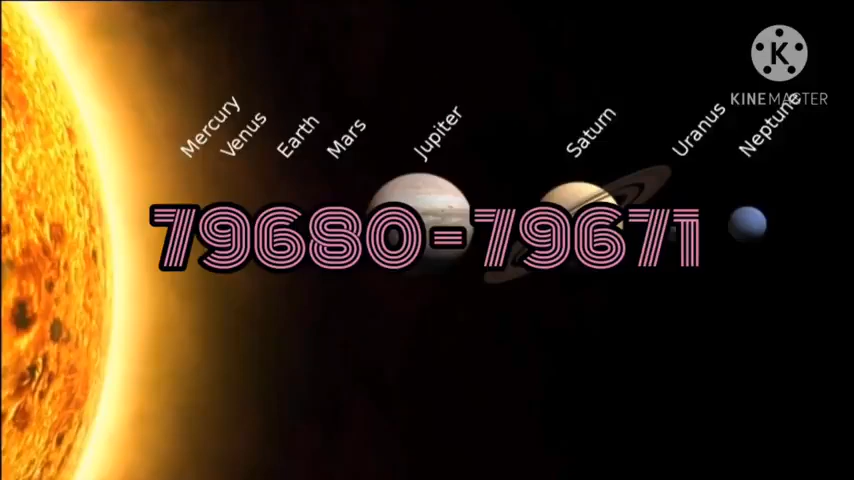 Mercury
Venus
Earth
Mars
Jupiter
Saturn
Uranus
Neptune
K
KINEMASTER
79680-79671